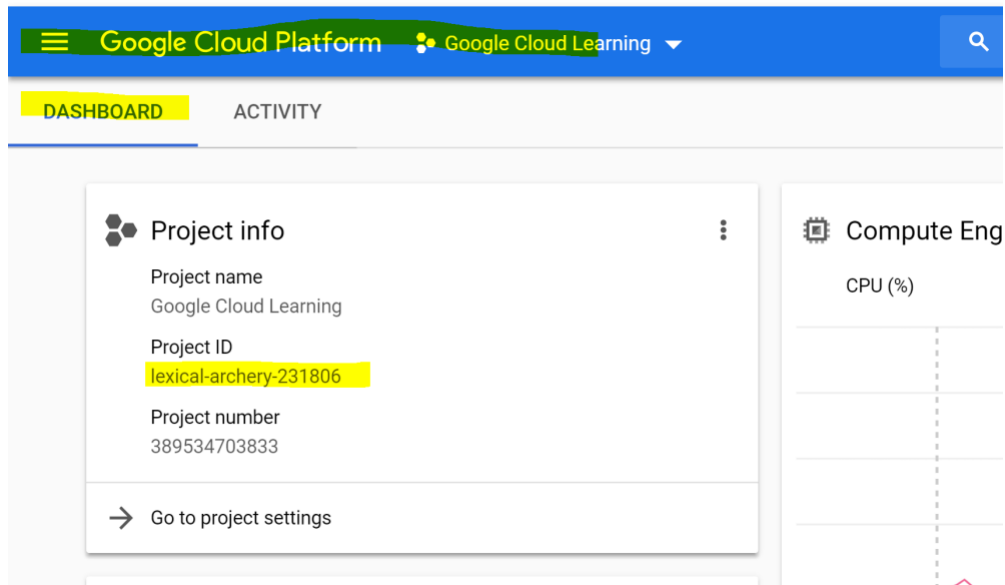 Google Cloud Platform Google Cloud Learning
DASHBOARD ACTIVITY
Project info
Project name
Google Cloud Learning
Project ID
lexical-archery-231806
Project number
389534703833
Go to project settings
Compute Eng
CPU (%)